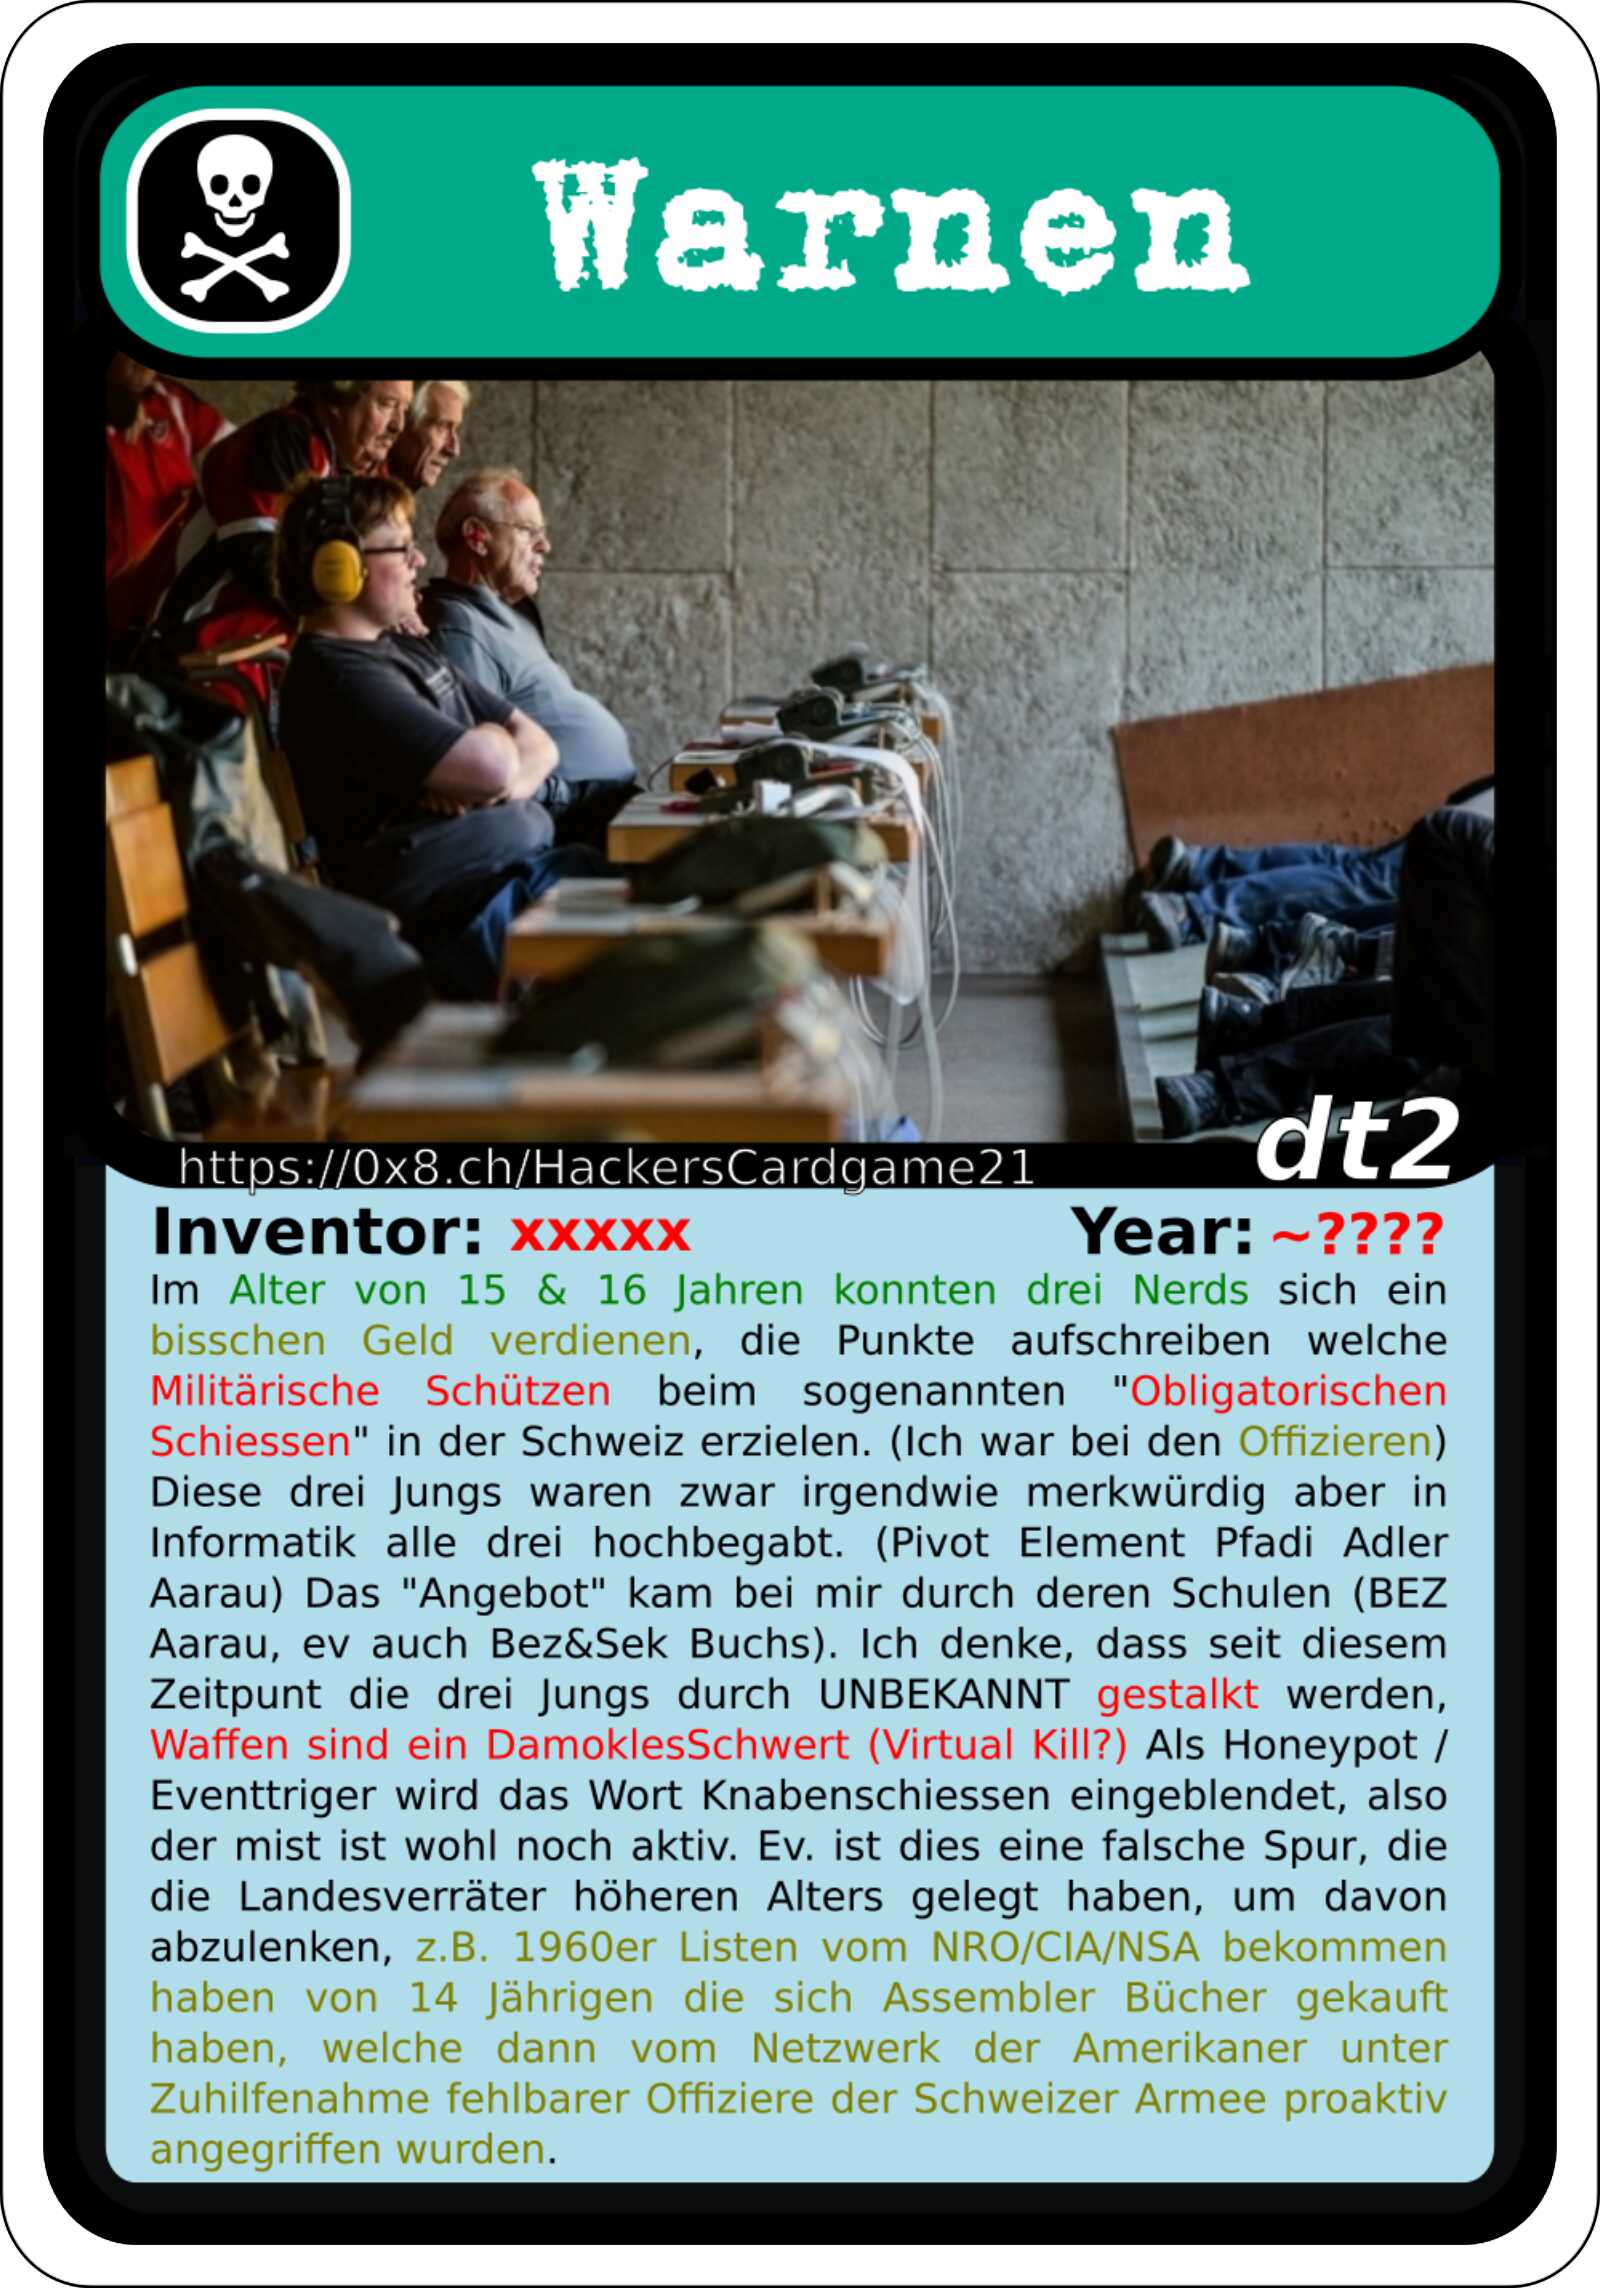 Warnen
dt2
https://0x8.ch/HackersCardgame21
Inventor: xxxxx Year: ~????
Im Alter von 15 & 16 Jahren konnten drei Nerds sich ein
bisschen Geld verdienen, die Punkte aufschreiben welche
Militärische Schützen beim sogenannten "Obligatorischen
Schiessen" in der Schweiz erzielen. (Ich war bei den Offizieren)
Diese drei Jungs waren zwar irgendwie merkwürdig aber in
Informatik alle drei hochbegabt. (Pivot Element Pfadi Adler
Aarau) Das "Angebot" kam bei mir durch deren Schulen (BEZ
Aarau, ev auch Bez&Sek Buchs). Ich denke, dass seit diesem
Zeitpunt die drei Jungs durch UNBEKANNT gestalkt werden,
Waffen sind ein DamoklesSchwert (Virtual Kill?) Als Honeypot /
Eventtriger wird das Wort Knabenschiessen eingeblendet, also
der mist ist wohl noch aktiv. Ev. ist dies eine falsche Spur, die
die Landesverräter höheren Alters gelegt haben, um davon
abzulenken, z.B. 1960er Listen vom NRO/CIA/NSA bekommen
haben von 14 Jährigen die sich Assembler Bücher gekauft
haben, welche dann vom Netzwerk der Amerikaner unter
Zuhilfenahme fehlbarer Offiziere der Schweizer Armee proaktiv
angegriffen wurden.